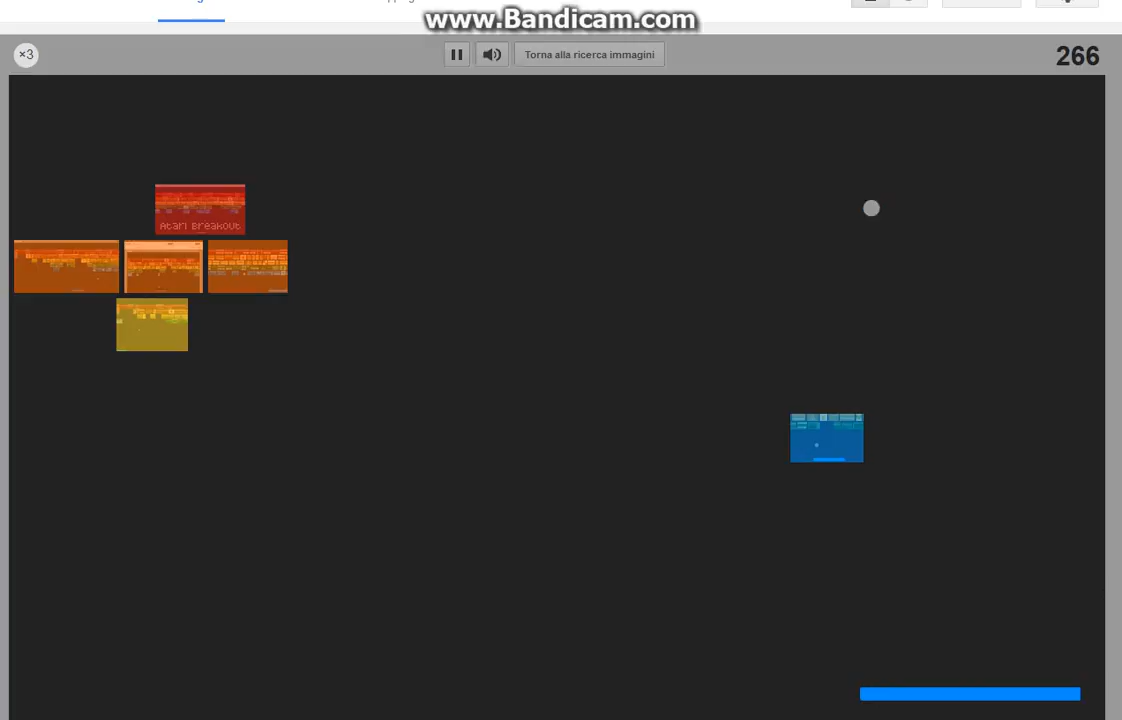 www.Bandicam.com
×3
Torna alla ricerca immagini
266
Atari Breakout